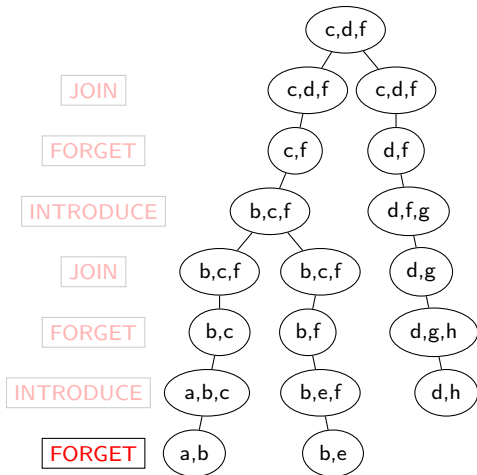 c,d,f
JOIN c,d,f c,d,f
FORGET c,f d,f
INTRODUCE b,c,f d,f,g
JOIN b,c,f b,c,f d,g
FORGET b,c b,f d,g,h
INTRODUCE a,b,c b,e,f d,h
FORGET a,b b,e